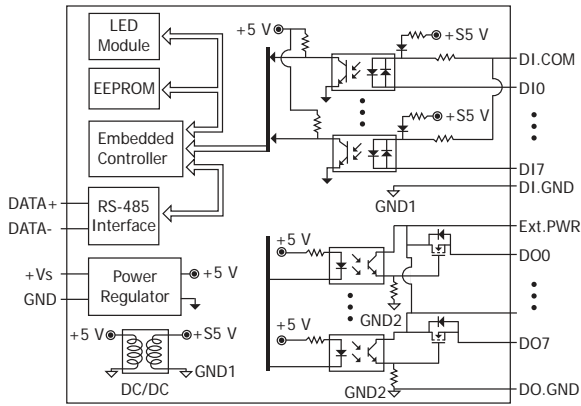 LED
Module
EEPROM
Embedded
Controller
RS-485
Interface
DATA+
DATA-
+Vs
GND
Power
Regulator
+5 V
+5 V
+S5 V
GND1
DC/DC
+5 V
+S5 V
+S5 V
DI.COM
DI0
DI7
DI.GND
GND1
Ext.PWR
DO0
+5 V
GND2
+5 V
GND2
DO7
DO.GND